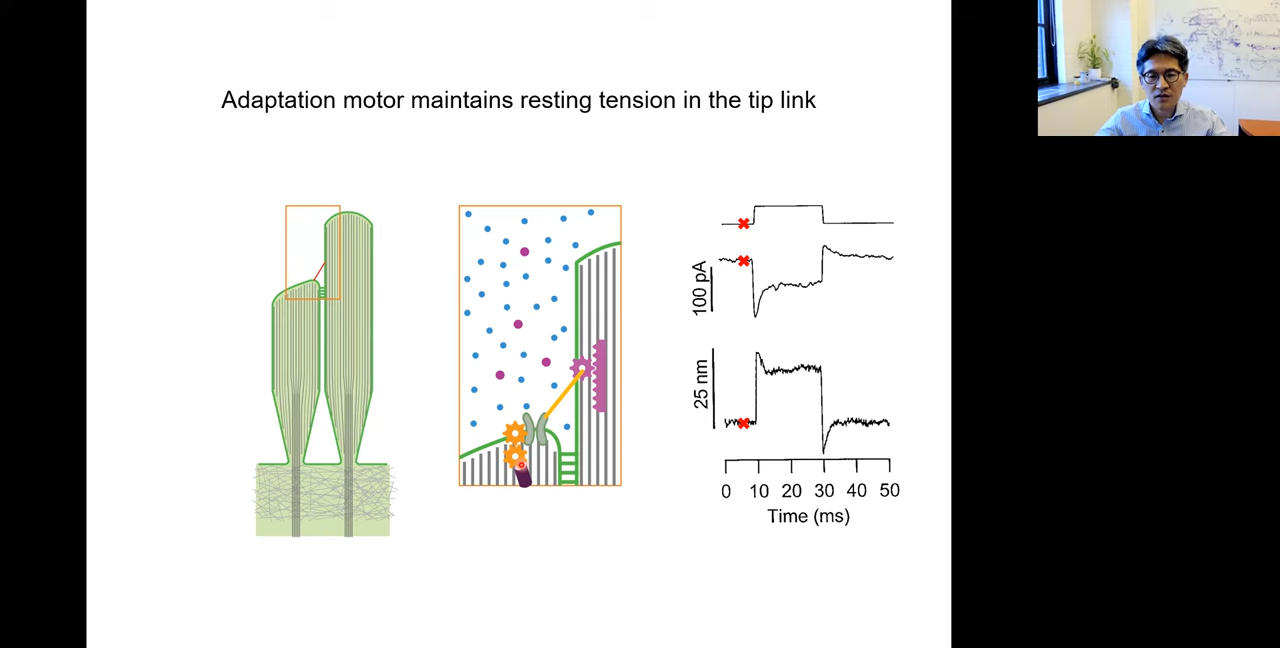 Adaptation motor maintains resting tension in the tip link
100 pA
25 nm
0 10 20 30 40 50
Time (ms)